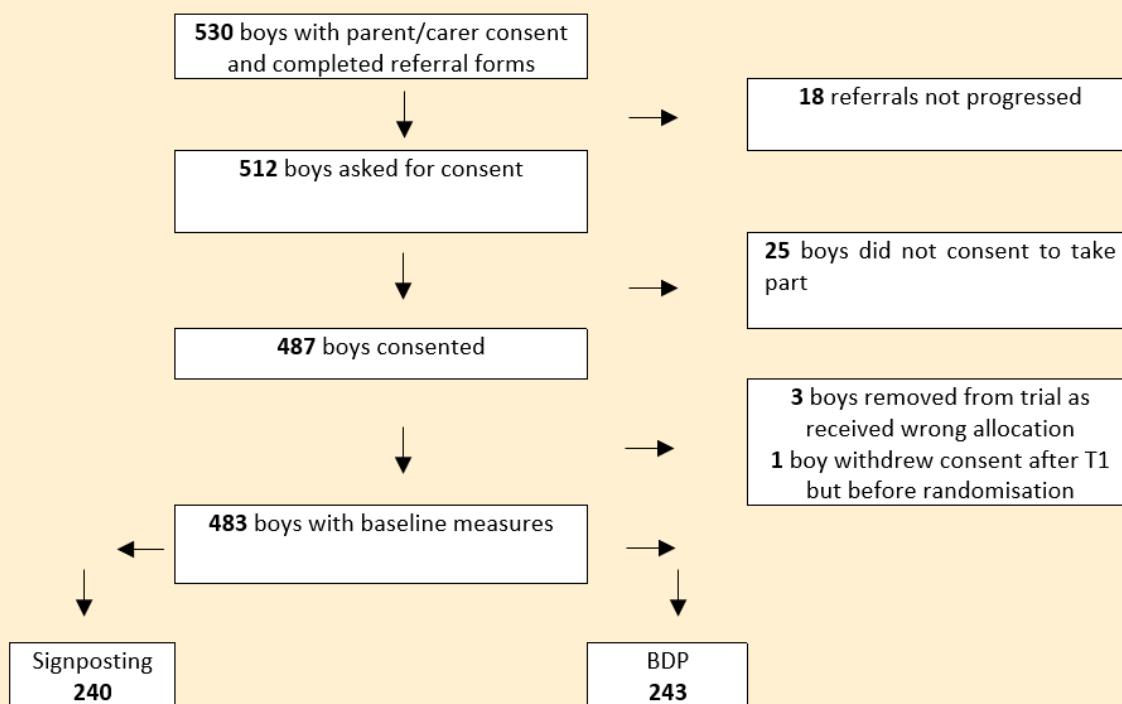 530 boys with parent/carer consent
and completed referral forms
18 referrals not progressed
512 boys asked for consent
25 boys did not consent to take
part
487 boys consented
3 boys removed from trial as
received wrong allocation
1 boy withdrew consent after T1
but before randomisation
483 boys with baseline measures
Signposting
240
BDP
243